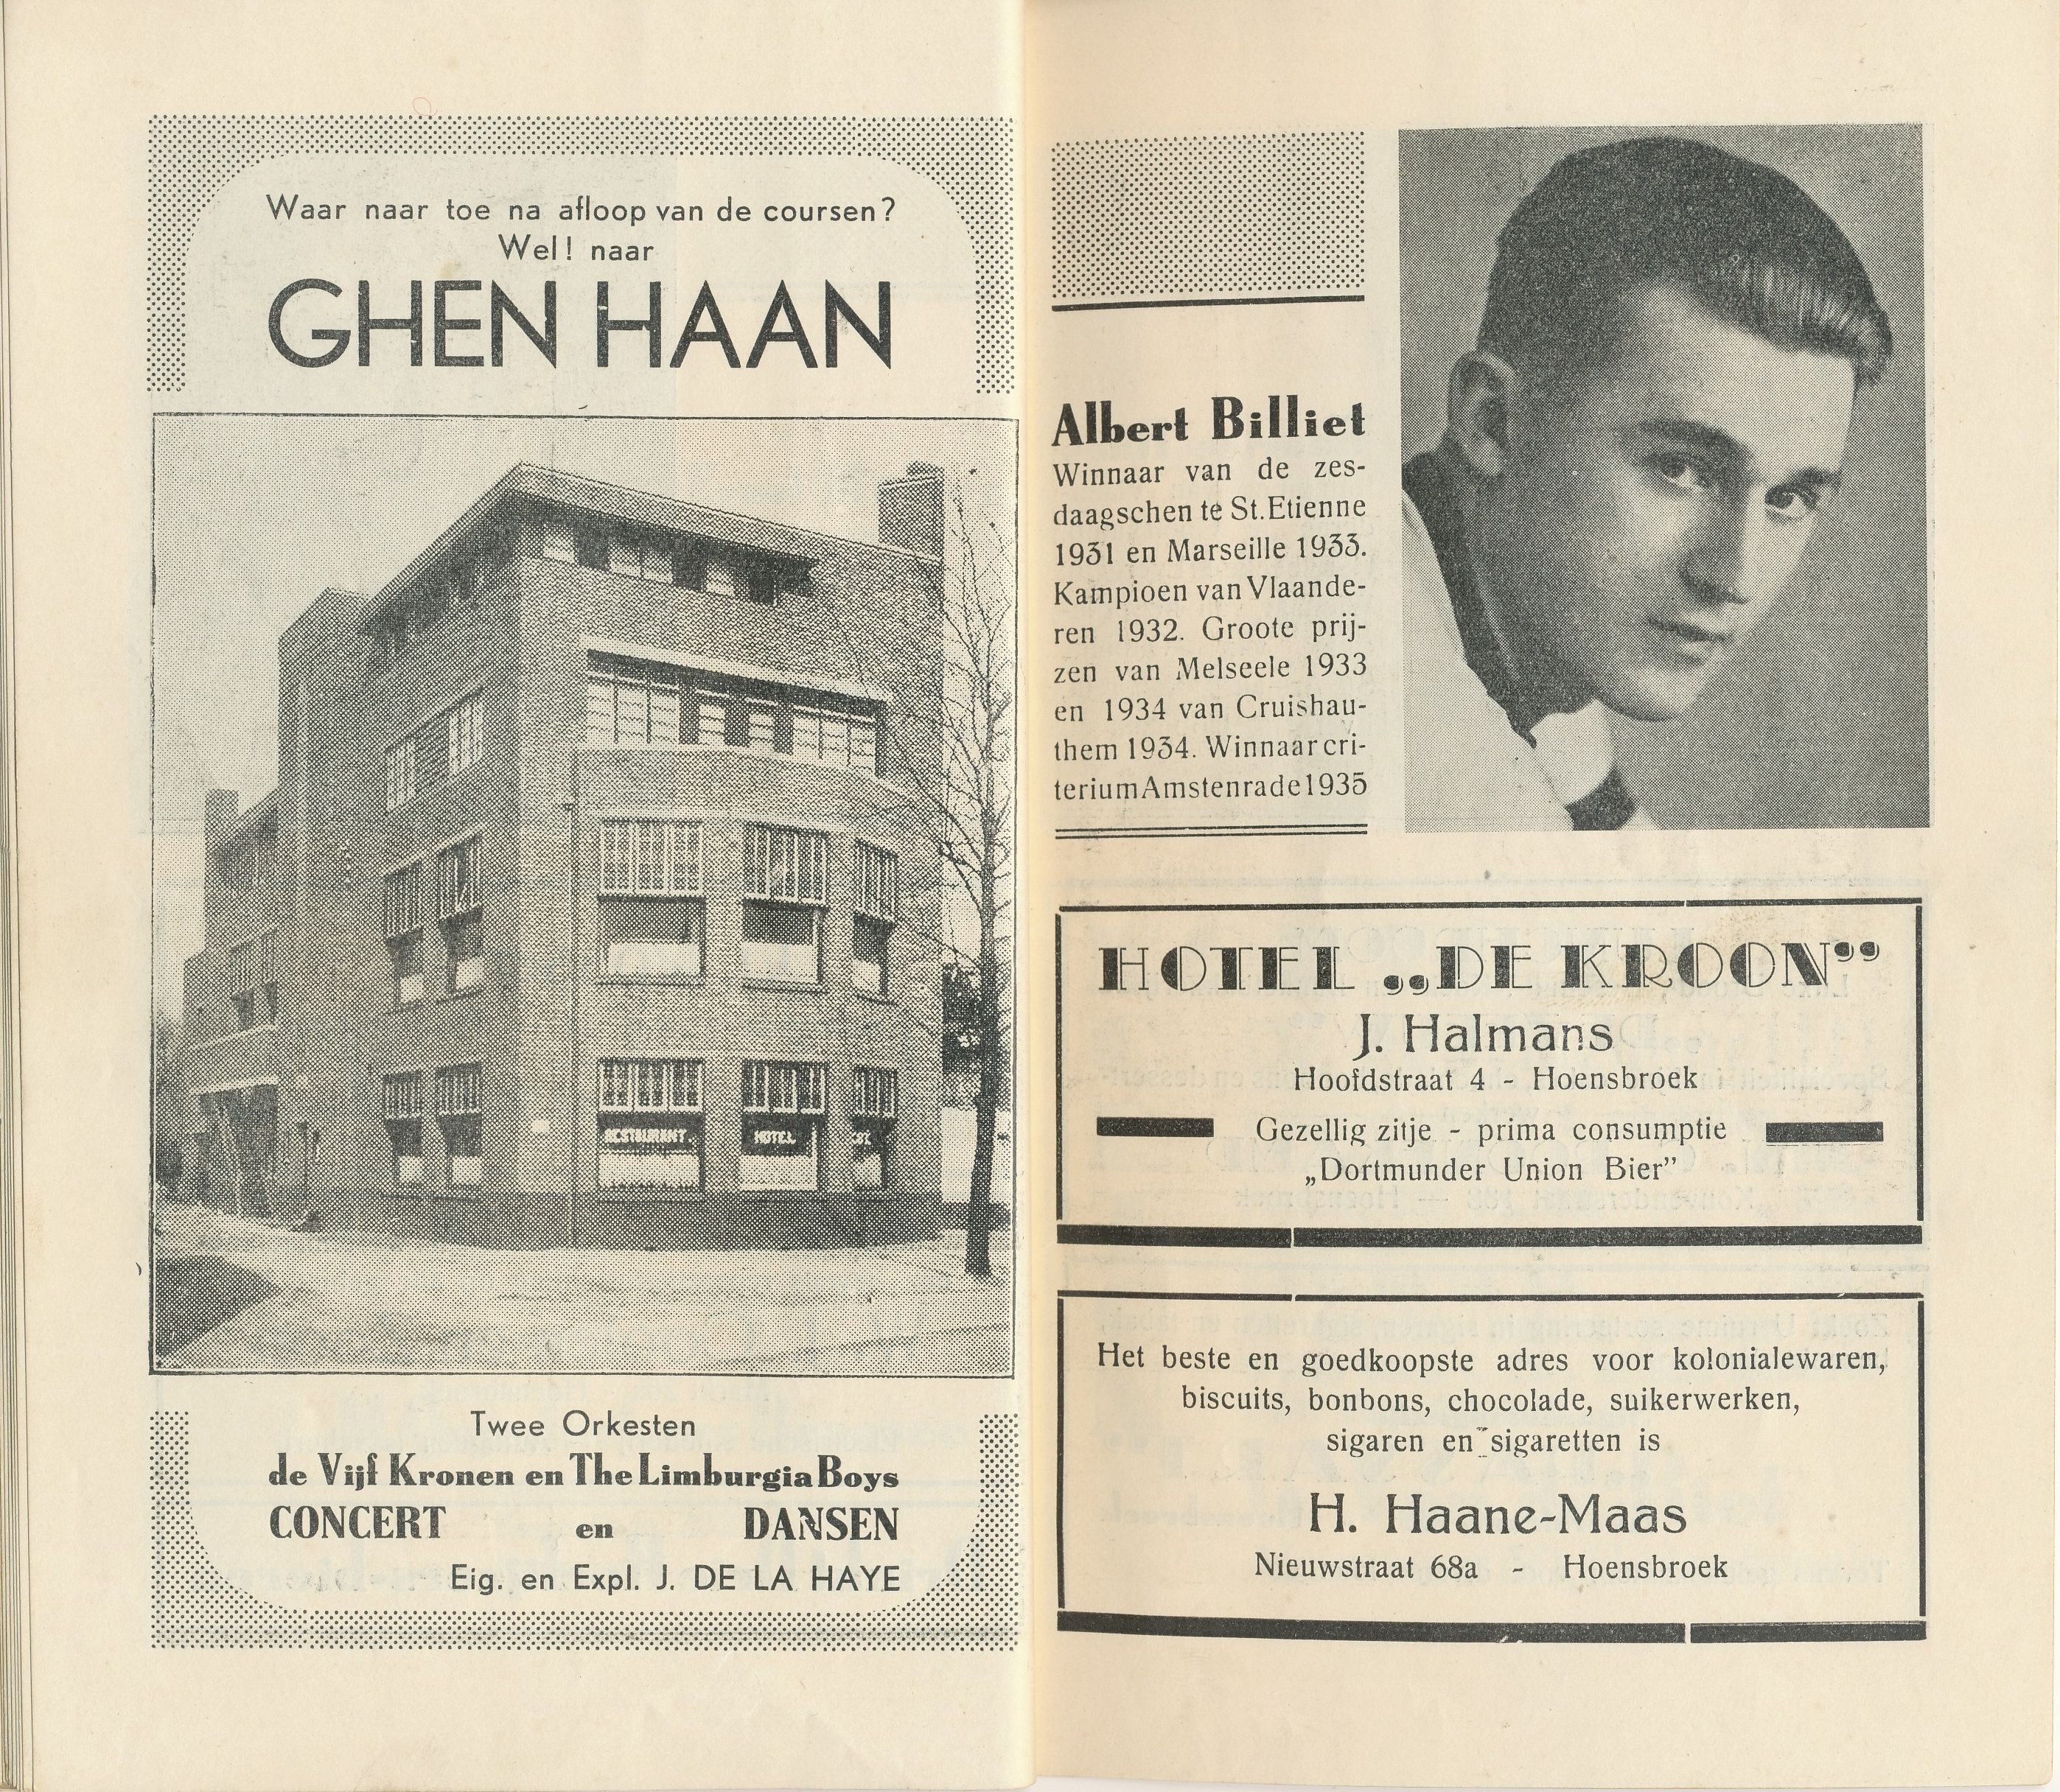 Waar naar toe na afloop van de coursen?
Wel! naar
GHEN HAAN
RESTAURANT.
HOTEL
Twee Orkesten
de Vijf Kronen en The Limburgia Boys
CONCERT en DANSEN
Eig. en Expl. J. DE LA HAYE
Albert Billiet
Winnaar van de zes-
daagschen te St. Etienne
1931 en Marseille 1933.
Kampioen van Vlaande-
ren 1932. Groote prij-
zen van Melseele 1933
en 1934 van Cruishau-
them 1934. Winnaar cri-
terium Amstenrade 1935
HOTEL „DE KROON”
J. Halmans
Hoofdstraat 4 - Hoensbroek
Gezellig zitje - prima consumptie
„Dortmunder Union Bier”
Het beste en goedkoopste adres voor kolonialewaren,
biscuits, bonbons, chocolade, suikerwerken,
sigaren en sigaretten is
H. Haane-Maas
Nieuwstraat 68a - Hoensbroek